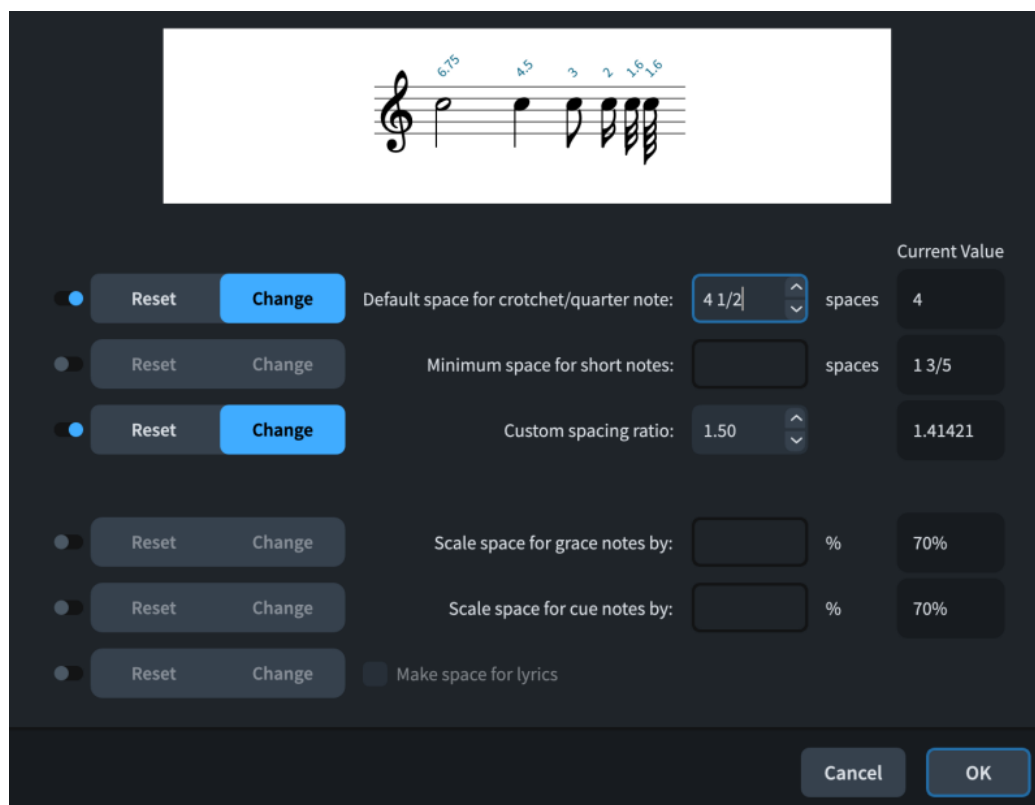 6.75 4.5 3 2 1.6 1.6
Current Value
Reset Change Default space for crotchet/quarter note: 4 1/2 spaces 4
Reset Change Minimum space for short notes: spaces 1 3/5
Reset Change Custom spacing ratio: 1.50 1.41421
Reset Change Scale space for grace notes by: % 70%
Reset Change Scale space for cue notes by: % 70%
Reset Change Make space for lyrics
Cancel OK